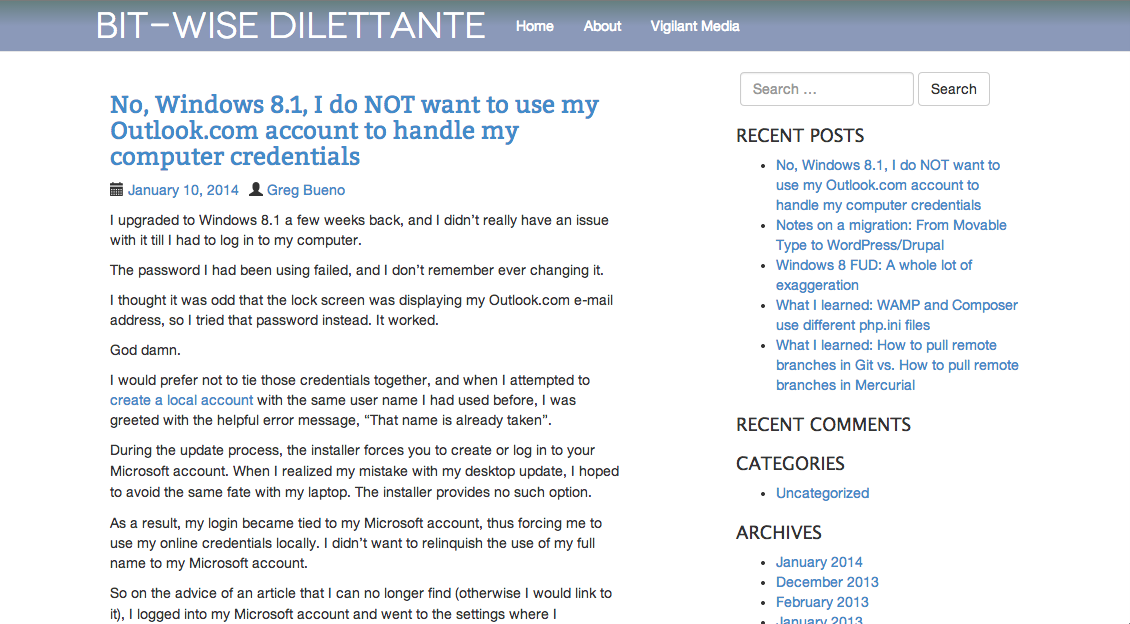 BIT-WISE DILETTANTE
Home
About
Vigilant Media
No, Windows 8.1, I do NOT want to use my
Outlook.com account to handle my
computer credentials
January 10, 2014 Greg Bueno
I upgraded to Windows 8.1 a few weeks back, and I didn’t really have an issue
with it till I had to log in to my computer.
The password I had been using failed, and I don’t remember ever changing it.
I thought it was odd that the lock screen was displaying my Outlook.com e-mail
address, so I tried that password instead. It worked.
God damn.
I would prefer not to tie those credentials together, and when I attempted to
create a local account with the same user name I had used before, I was
greeted with the helpful error message, “That name is already taken”.
During the update process, the installer forces you to create or log in to your
Microsoft account. When I realized my mistake with my desktop update, I hoped
to avoid the same fate with my laptop. The installer provides no such option.
As a result, my login became tied to my Microsoft account, thus forcing me to
use my online credentials locally. I didn’t want to relinquish the use of my full
name to my Microsoft account.
So on the advice of an article that I can no longer find (otherwise I would link to
it), I logged into my Microsoft account and went to the settings where I
Search …
Search
RECENT POSTS
No, Windows 8.1, I do NOT want to
use my Outlook.com account to
handle my computer credentials
Notes on a migration: From Movable
Type to WordPress/Drupal
Windows 8 FUD: A whole lot of
exaggeration
What I learned: WAMP and Composer
use different php.ini files
What I learned: How to pull remote
branches in Git vs. How to pull remote
branches in Mercurial
RECENT COMMENTS
CATEGORIES
Uncategorized
ARCHIVES
January 2014
December 2013
February 2013
January 2013